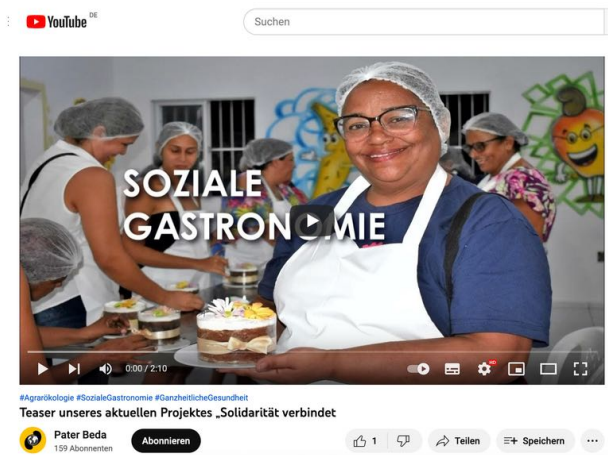 YouTube DE
Suchen
SOZIALE
GASTRONOMIE
0:00 / 2:10
HD
#Agrarökologie #SozialeGastronomie #GanzheitlicheGesundheit
Teaser unseres aktuellen Projektes „Solidarität verbindet
Pater Beda
159 Abonnenten
Abonnieren
1
Teilen
Speichern